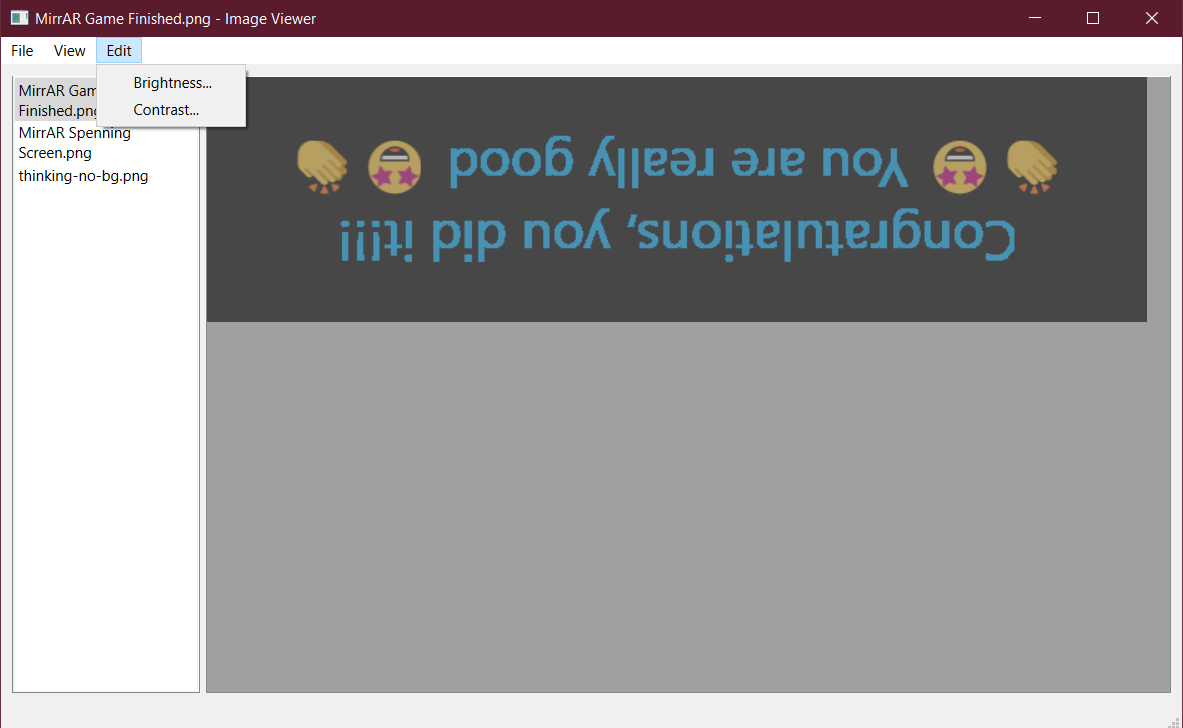 MirrAR Game Finished.png - Image Viewer
File View Edit
Brightness...
Contrast...
MirrAR Gam
Finished.png
MirrAR Spenning
Screen.png
thinking-no-bg.png
Congratulations, you did it!!!
👏 🤩 You are really good 🤩 👏